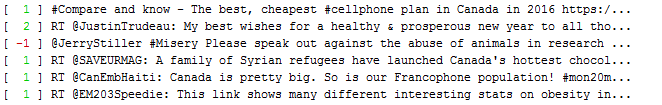 [ 1 ] #Compare and know - The best, cheapest #cellphone plan in Canada in 2016 https:/...
[ 2 ] RT @JustinTrudeau: My best wishes for a healthy & prosperous new year to all tho...
[ -1 ] @JerryStiller #Misery Please speak out against the abuse of animals in research ...
[ 1 ] RT @SAVEURMAG: A family of Syrian refugees have launched Canada's hottest chocol...
[ 1 ] RT @CanEmbHaiti: Canada is pretty big. So is our Francophone population! #mon20m...
[ 1 ] RT @EM203Speedie: This link shows many different interesting stats on obesity in...